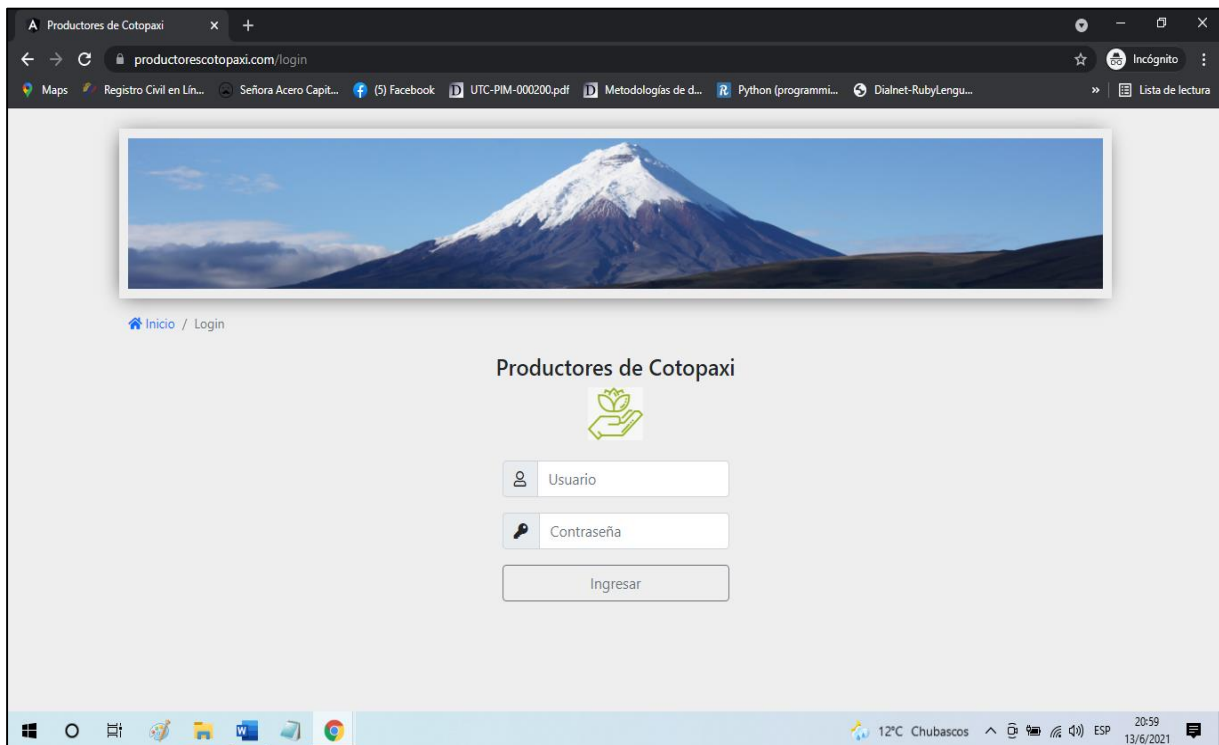 Productores de Cotopaxi
productorescotopaxi.com/login
Incógnito
Maps Registro Civil en Lín... Señora Acero Capit... (5) Facebook UTC-PIM-000200.pdf Metodologías de d... Python (programmi... Dialnet-RubyLengu... » Lista de lectura
Inicio / Login
Productores de Cotopaxi
Usuario
Contraseña
Ingresar
12°C Chubascos ESP 20:59
13/6/2021